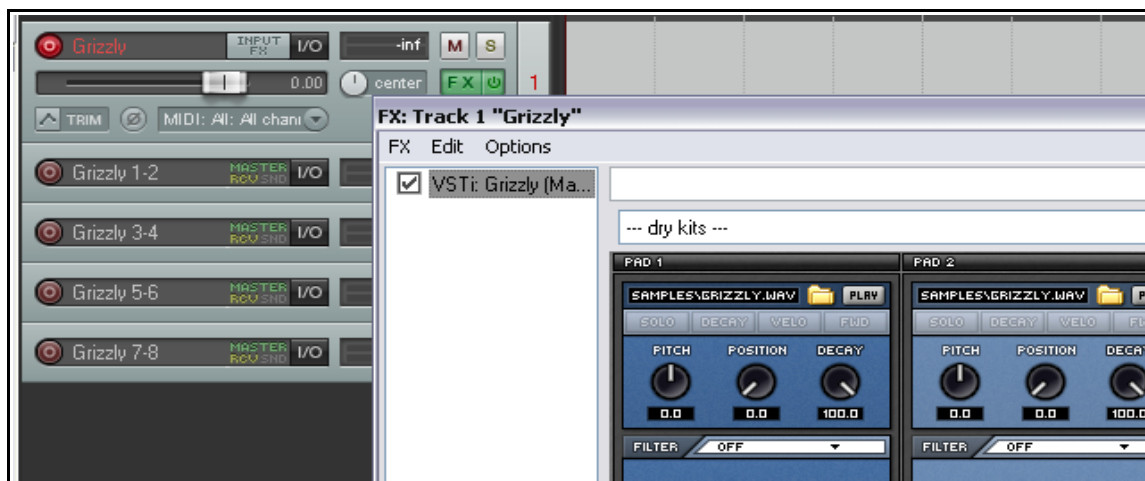 Grizzly INPUT FX I/O -inf M S
0.00 center FX 1
TRIM MIDI: All: All chann
Grizzly 1-2 MASTER RCV SND I/O
Grizzly 3-4 MASTER RCV SND I/O
Grizzly 5-6 MASTER RCV SND I/O
Grizzly 7-8 MASTER RCV SND I/O
FX: Track 1 "Grizzly"
FX Edit Options
VSTi: Grizzly (Ma...
--- dry kits ---
PAD 1
SAMPLES\GRIZZLY.WAV PLAY
SOLO DECAY VELO FWD
PITCH POSITION DECAY
0.0 0.0 100.0
FILTER OFF
PAD 2
SAMPLES\GRIZZLY.WAV P
SOLO DECAY VELO
PITCH POSITION DECA
0.0 0.0 100.0
FILTER OFF